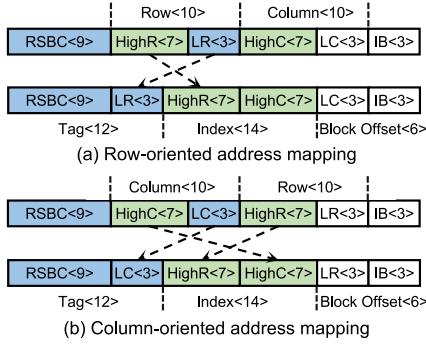 Row<10> Column<10>
RSBC<9> HighR<7> LR<3> HighC<7> LC<3> IB<3>
RSBC<9> LR<3> HighR<7> HighC<7> LC<3> IB<3>
Tag<12> Index<14> Block Offset<6>
(a) Row-oriented address mapping
Column<10> Row<10>
RSBC<9> HighC<7> LC<3> HighR<7> LR<3> IB<3>
RSBC<9> LC<3> HighR<7> HighC<7> LR<3> IB<3>
Tag<12> Index<14> Block Offset<6>
(b) Column-oriented address mapping